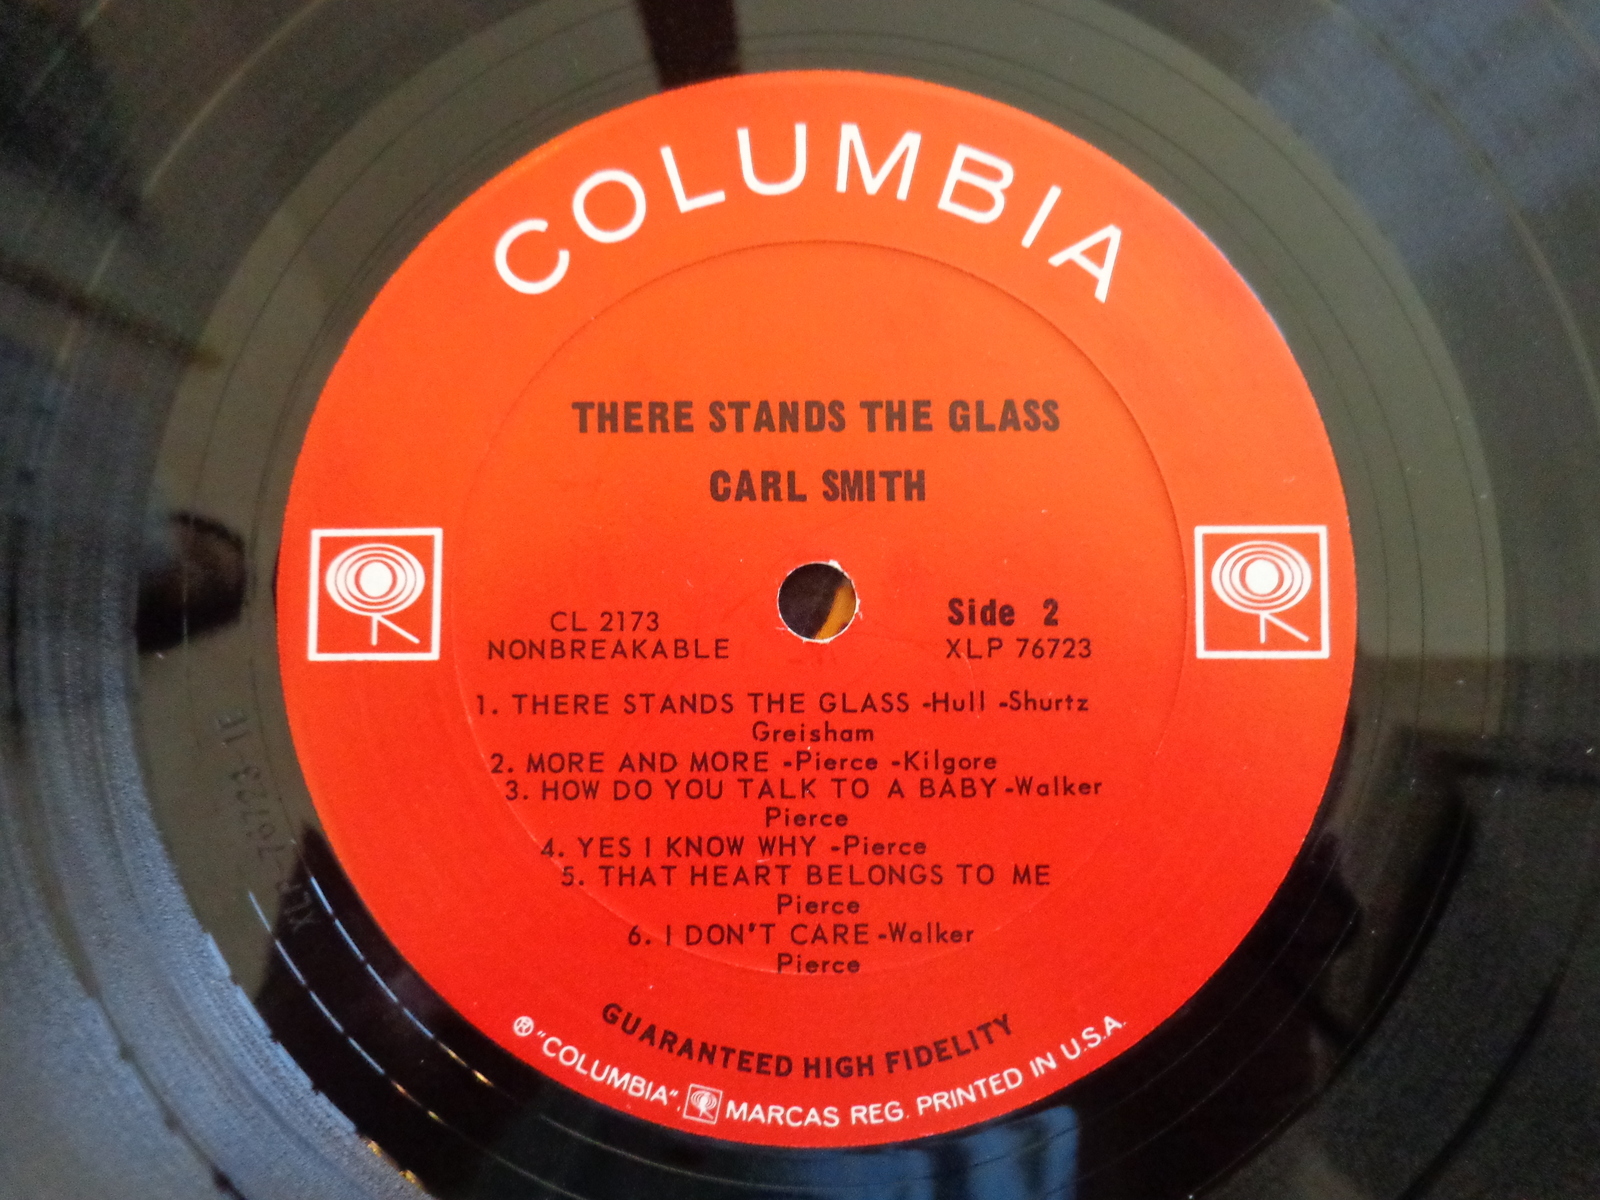 COLUMBIA
THERE STANDS THE GLASS
CARL SMITH
CL 2173
NONBREAKABLE
Side 2
XLP 76723
1. THERE STANDS THE GLASS -Hull -Shurtz
Greisham
2. MORE AND MORE -Pierce -Kilgore
3. HOW DO YOU TALK TO A BABY -Walker
Pierce
4. YES I KNOW WHY -Pierce
5. THAT HEART BELONGS TO ME
Pierce
6. I DON'T CARE -Walker
Pierce
GUARANTEED HIGH FIDELITY
® "COLUMBIA", MARCAS REG. PRINTED IN U.S.A.